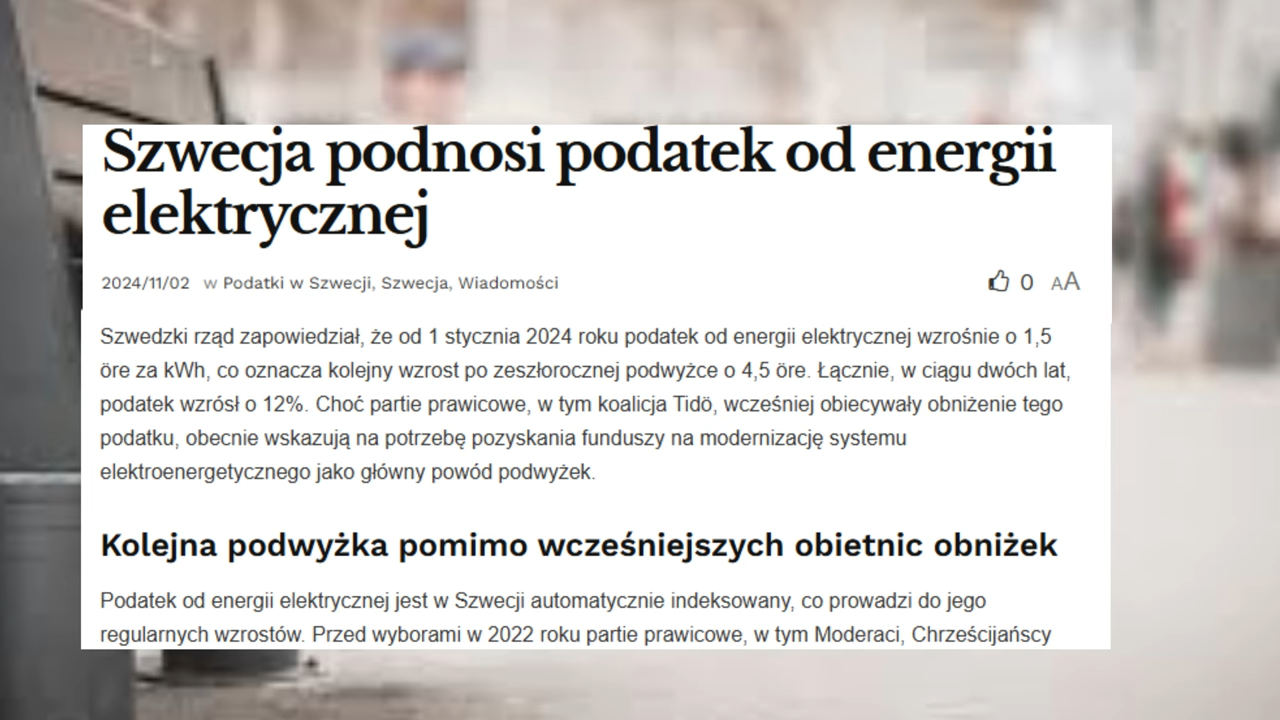 Szwecja podnosi podatek od energii
elektrycznej
2024/11/02 w Podatki w Szwecji, Szwecja, Wiadomości
0 AA
Szwedzki rząd zapowiedział, że od 1 stycznia 2024 roku podatek od energii elektrycznej wzrośnie o 1,5
öre za kWh, co oznacza kolejny wzrost po zeszłorocznej podwyżce o 4,5 öre. Łącznie, w ciągu dwóch lat,
podatek wzrósł o 12%. Choć partie prawicowe, w tym koalicja Tidö, wcześniej obiecywały obniżenie tego
podatku, obecnie wskazują na potrzebę pozyskania funduszy na modernizację systemu
elektroenergetycznego jako główny powód podwyżek.
Kolejna podwyżka pomimo wcześniejszych obietnic obniżek
Podatek od energii elektrycznej jest w Szwecji automatycznie indeksowany, co prowadzi do jego
regularnych wzrostów. Przed wyborami w 2022 roku partie prawicowe, w tym Moderaci, Chrześcijańscy